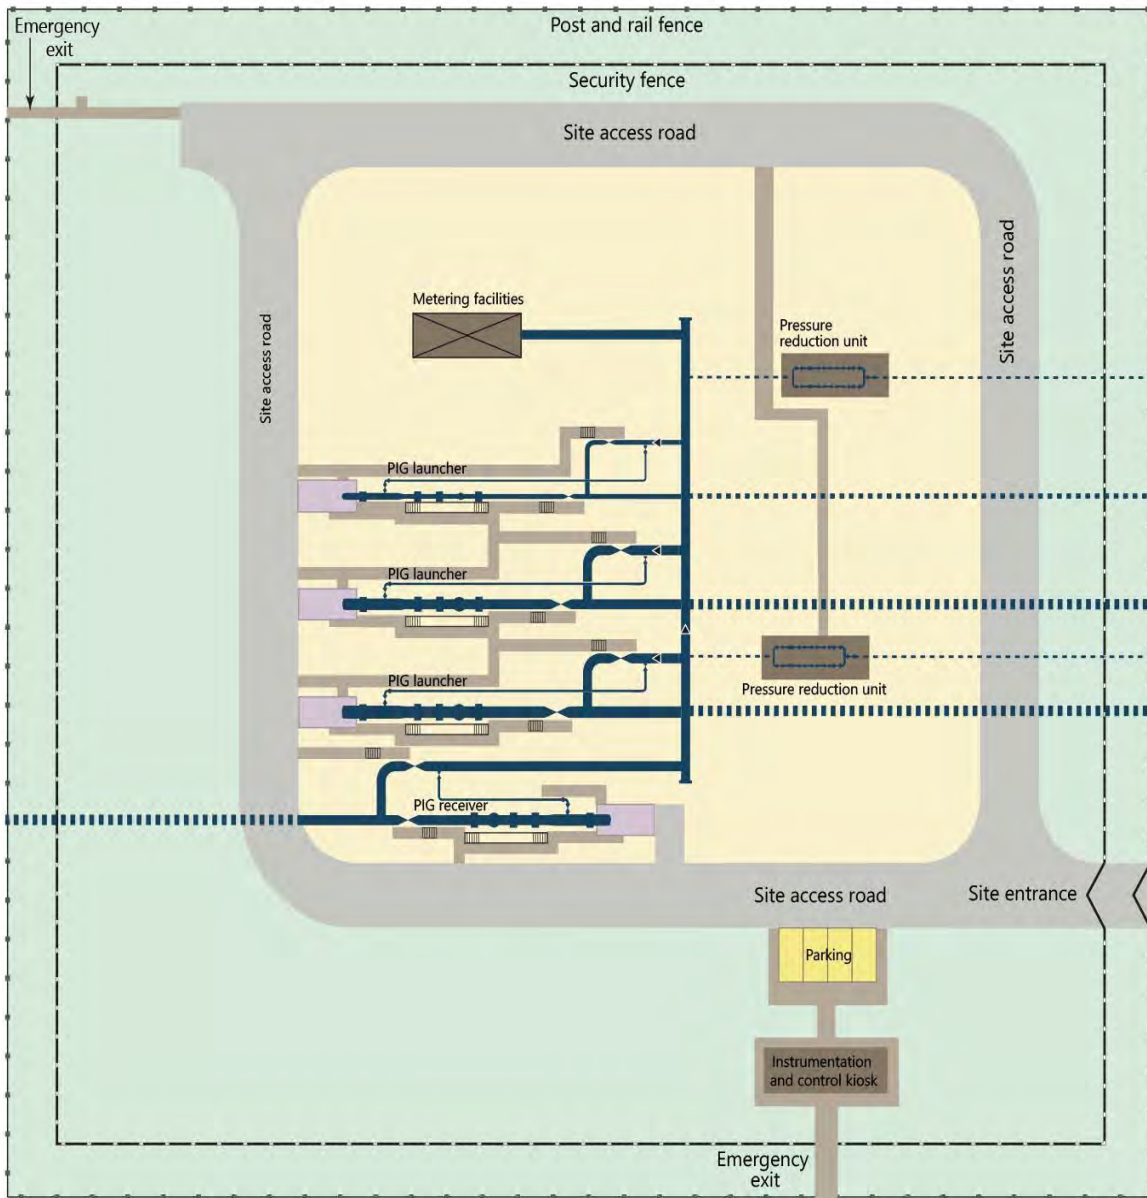 Post and rail fence
Emergency
exit
Security fence
Site access road
Site access road
Site access road
Metering facilities
Pressure
reduction unit
PIG launcher
PIG launcher
PIG launcher
Pressure reduction unit
PIG receiver
Site access road
Site entrance
Parking
Instrumentation
and control kiosk
Emergency
exit